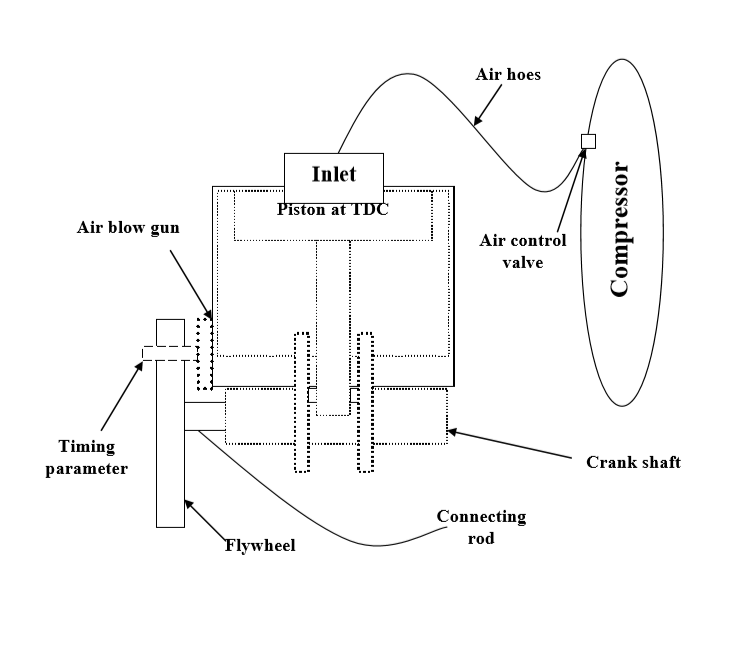 Air hoes
Inlet
Compressor
Piston at TDC
Air blow gun
Air control
valve
Timing
parameter
Crank shaft
Connecting
rod
Flywheel